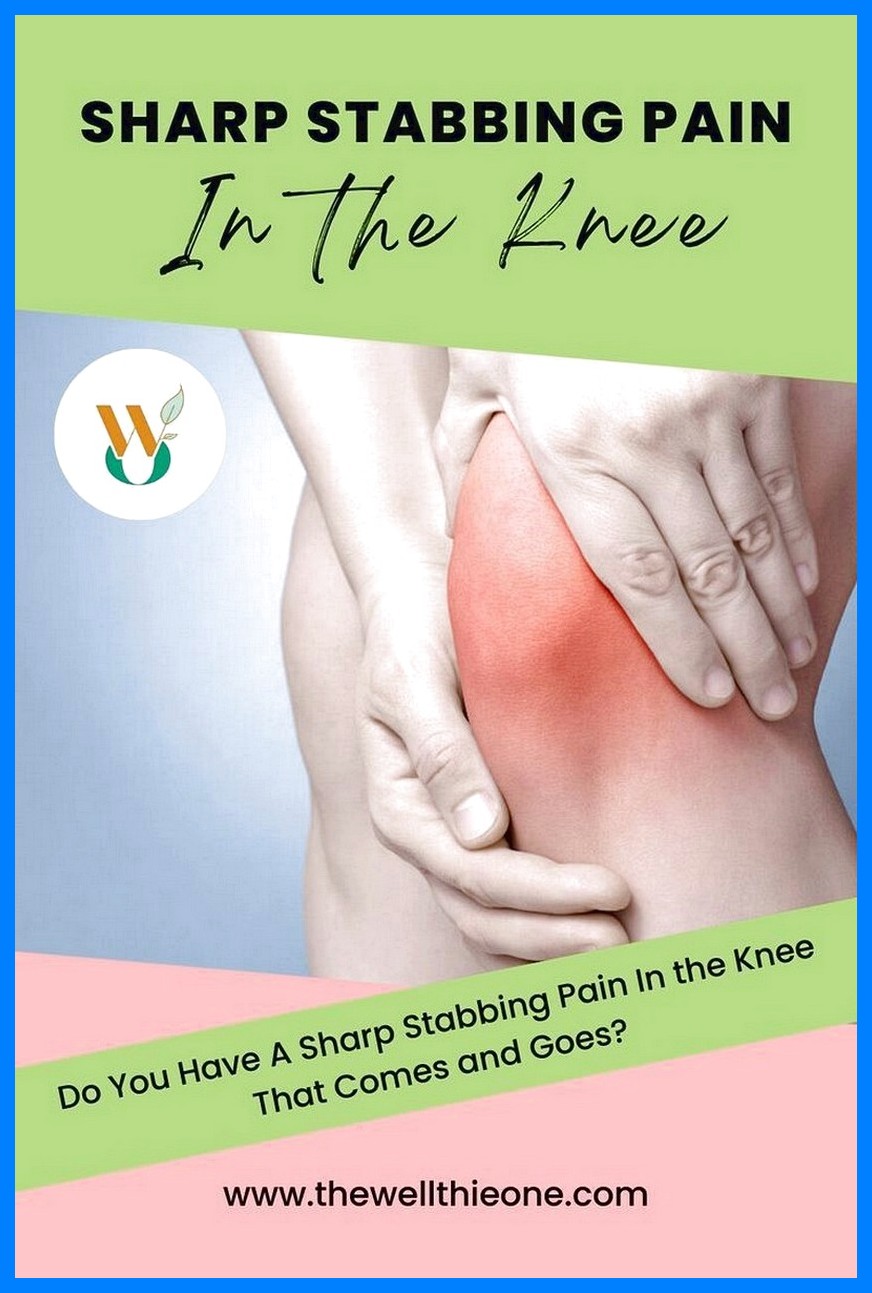 SHARP STABBING PAIN
In The Knee
Do You Have A Sharp Stabbing Pain In the Knee
That Comes and Goes?
www.thewellthieone.com